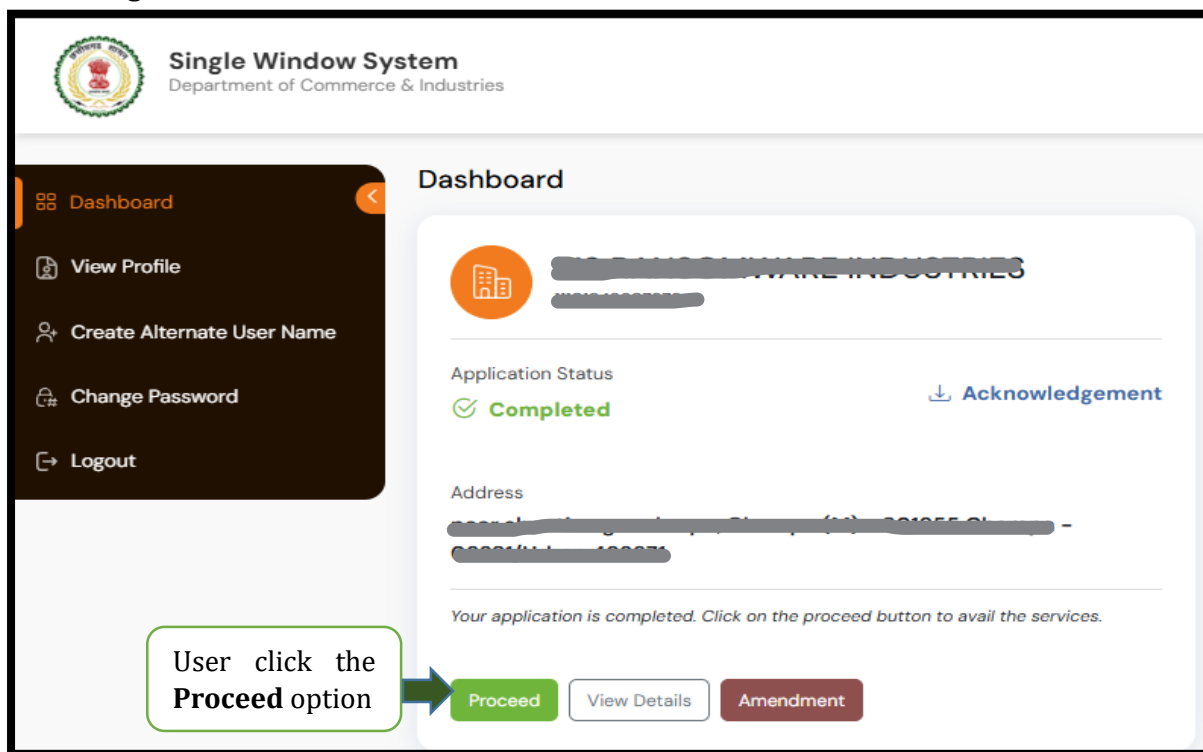 Single Window System
Department of Commerce & Industries
Dashboard
View Profile
Create Alternate User Name
Change Password
Logout
Dashboard
INDUSTRIES
Application Status
Completed
Acknowledgement
Address
Your application is completed. Click on the proceed button to avail the services.
User click the
Proceed option
Proceed
View Details
Amendment